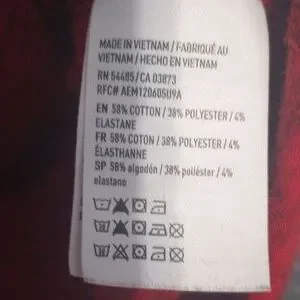 MADE IN VIETNAM / FABRIQUÉ AU
VIETNAM / HECHO EN VIETNAM
RN 54485/CA 03873
RFC# AEM120605U9A
EN 58% COTTON / 38% POLYESTER / 4%
ELASTANE
FR 58% COTON / 38% POLYESTER / 4%
ÉLASTHANNE
SP 58% algodón / 38% poliéster / 4%
elastano